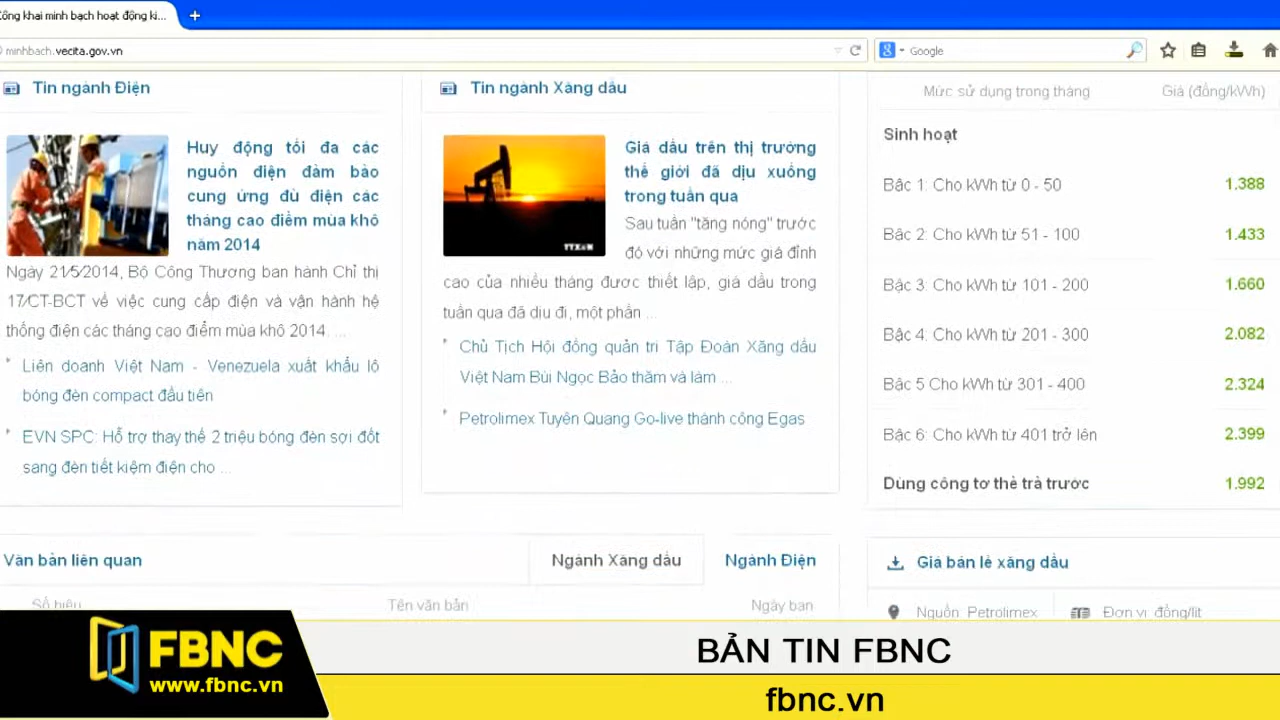 Công khai minh bạch hoạt động ki...
minhbach.vecita.gov.vn
Google
Tin ngành Điện
Huy động tối đa các
nguồn điện đảm bảo
cung ứng đủ điện các
tháng cao điểm mùa khô
năm 2014
Ngày 21/5/2014, Bộ Công Thương ban hành Chỉ thị
17/CT-BCT về việc cung cấp điện và vận hành hệ
thống điện các tháng cao điểm mùa khô 2014. ...
Liên doanh Việt Nam - Venezuela xuất khẩu lô
bóng đèn compact đầu tiên
EVN SPC: Hỗ trợ thay thế 2 triệu bóng đèn sợi đốt
sang đèn tiết kiệm điện cho ...
Tin ngành Xăng dầu
Giá dầu trên thị trường
thế giới đã dịu xuống
trong tuần qua
TTXVN
Sau tuần "tăng nóng" trước
đó với những mức giá đỉnh
cao của nhiều tháng được thiết lập, giá dầu trong
tuần qua đã dịu đi, một phần ...
Chủ Tịch Hội đồng quản trị Tập Đoàn Xăng dầu
Việt Nam Bùi Ngọc Bảo thăm và làm ...
Petrolimex Tuyên Quang Go-live thành công Egas
Mức sử dụng trong tháng Giá (đồng/kWh)
Sinh hoạt
Bậc 1: Cho kWh từ 0 - 50 1.388
Bậc 2: Cho kWh từ 51 - 100 1.433
Bậc 3: Cho kWh từ 101 - 200 1.660
Bậc 4: Cho kWh từ 201 - 300 2.082
Bậc 5 Cho kWh từ 301 - 400 2.324
Bậc 6: Cho kWh từ 401 trở lên 2.399
Dùng công tơ thẻ trả trước 1.992
Văn bản liên quan Ngành Xăng dầu Ngành Điện
Số hiệu Tên văn bản Ngày ban
Giá bán lẻ xăng dầu
Nguồn: Petrolimex Đơn vị: đồng/lít
FBNC
www.fbnc.vn
BẢN TIN FBNC
fbnc.vn